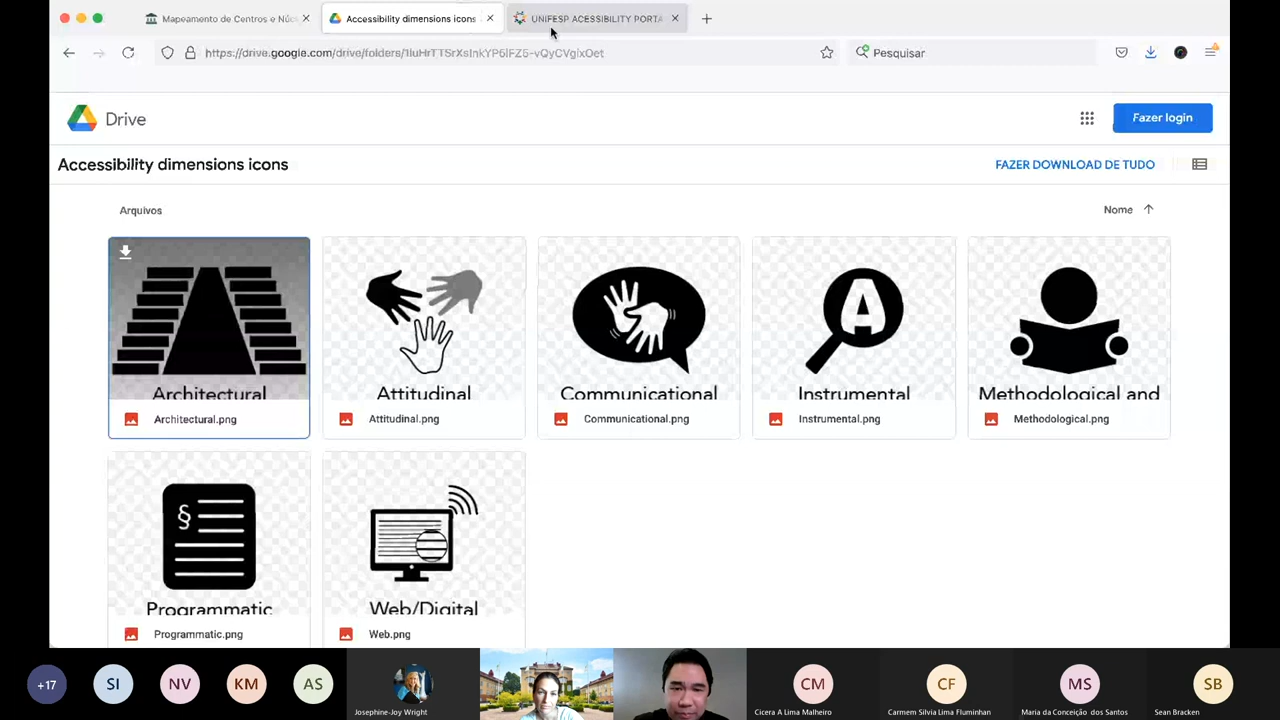 Mapeamento de Centros e Núc
Accessibility dimensions icons
UNIFESP ACESSIBILITY PORTA
Pesquisar
Drive
Fazer login
Accessibility dimensions icons
FAZER DOWNLOAD DE TUDO
Arquivos
Nome
A
Architectural
Attitudinal
Communicational
Instrumental
Methodological and
Architectural.png
Attitudinal.png
Communicational.png
Instrumental.png
Methodological.png
§
Programmatic
Web/Digital
Programmatic.png
Web.png
+17
SI
NV
KM
AS
CM
CF
MS
SB
Josephine-Joy Wright
Cicera A Lima Malheiro
Carmem Silvia Lima Fluminhan
Maria da Conceição dos Santos
Sean Bracken